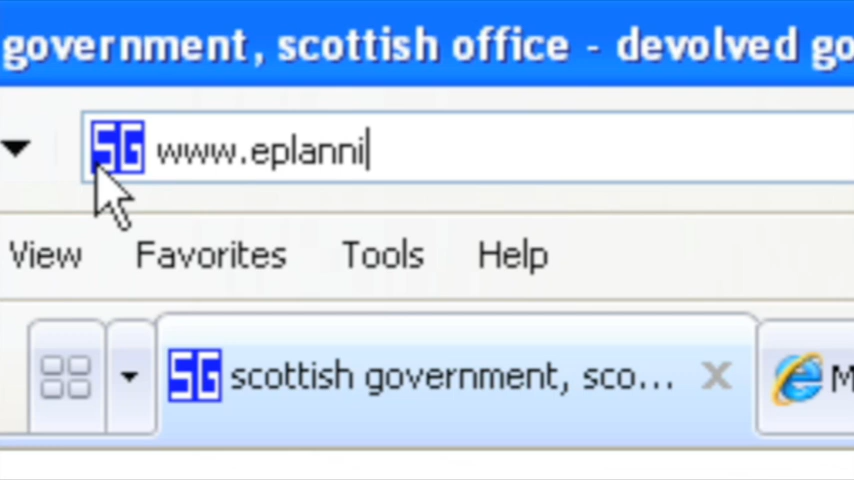 government, scottish office - devolved go
SG www.eplanni
View Favorites Tools Help
SG scottish government, sco... M